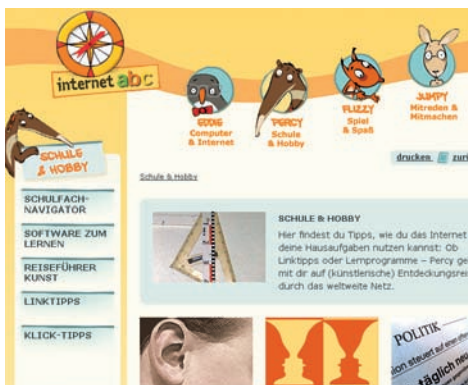 internet abc
EDDIE
Computer
& Internet
PERCY
Schule
& Hobby
FLIZZY
Spiel
& Spaß
JUMPY
Mitreden &
Mitmachen
drucken
SCHULE
& HOBBY
Schule & Hobby
SCHULFACH-
NAVIGATOR
SOFTWARE ZUM
LERNEN
REISEFÜHRER
KUNST
LINKTIPPS
KLICK-TIPPS
SCHULE & HOBBY
Hier findest du Tipps, wie du das Internet
deine Hausaufgaben nutzen kannst: Ob
Linktipps oder Lernprogramme – Percy ge
mit dir auf (künstlerische) Entdeckungsrei
durch das weltweite Netz.
POLITIK